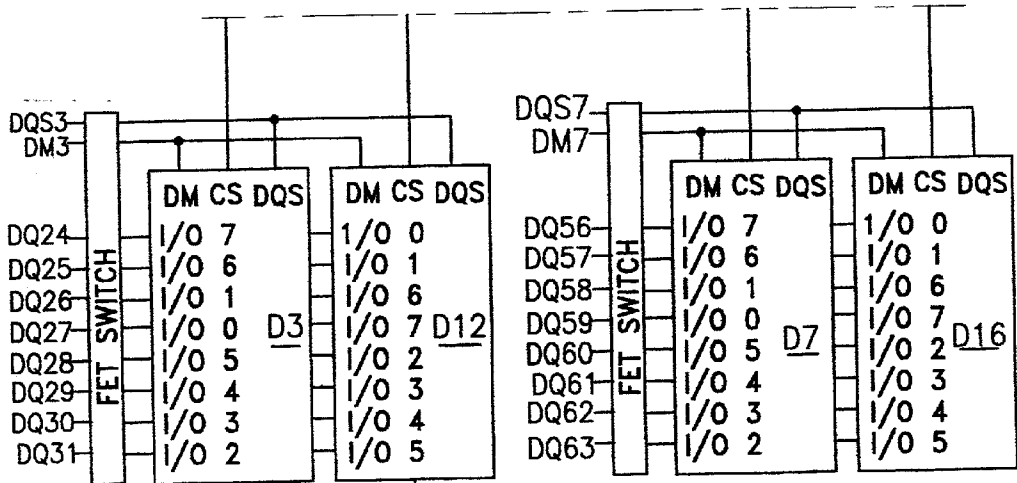 DQS3
DM3
DM CS DQS
DM CS DQS
DQ24 I/O 7 1/O 0
DQ25 I/O 6 I/O 1
DQ26 I/O 1 I/O 6
DQ27 I/O 0 D3 I/O 7 D12
DQ28 I/O 5 I/O 2
DQ29 I/O 4 I/O 3
DQ30 I/O 3 I/O 4
DQ31 I/O 2 I/O 5
FET SWITCH
DQS7
DM7
DM CS DQS
DM CS DQS
DQ56 I/O 7 1/O 0
DQ57 I/O 6 I/O 1
DQ58 I/O 1 I/O 6
DQ59 I/O 0 I/O 7
DQ60 I/O 5 D7 I/O 2 D16
DQ61 I/O 4 I/O 3
DQ62 I/O 3 I/O 4
DQ63 I/O 2 I/O 5
FET SWITCH